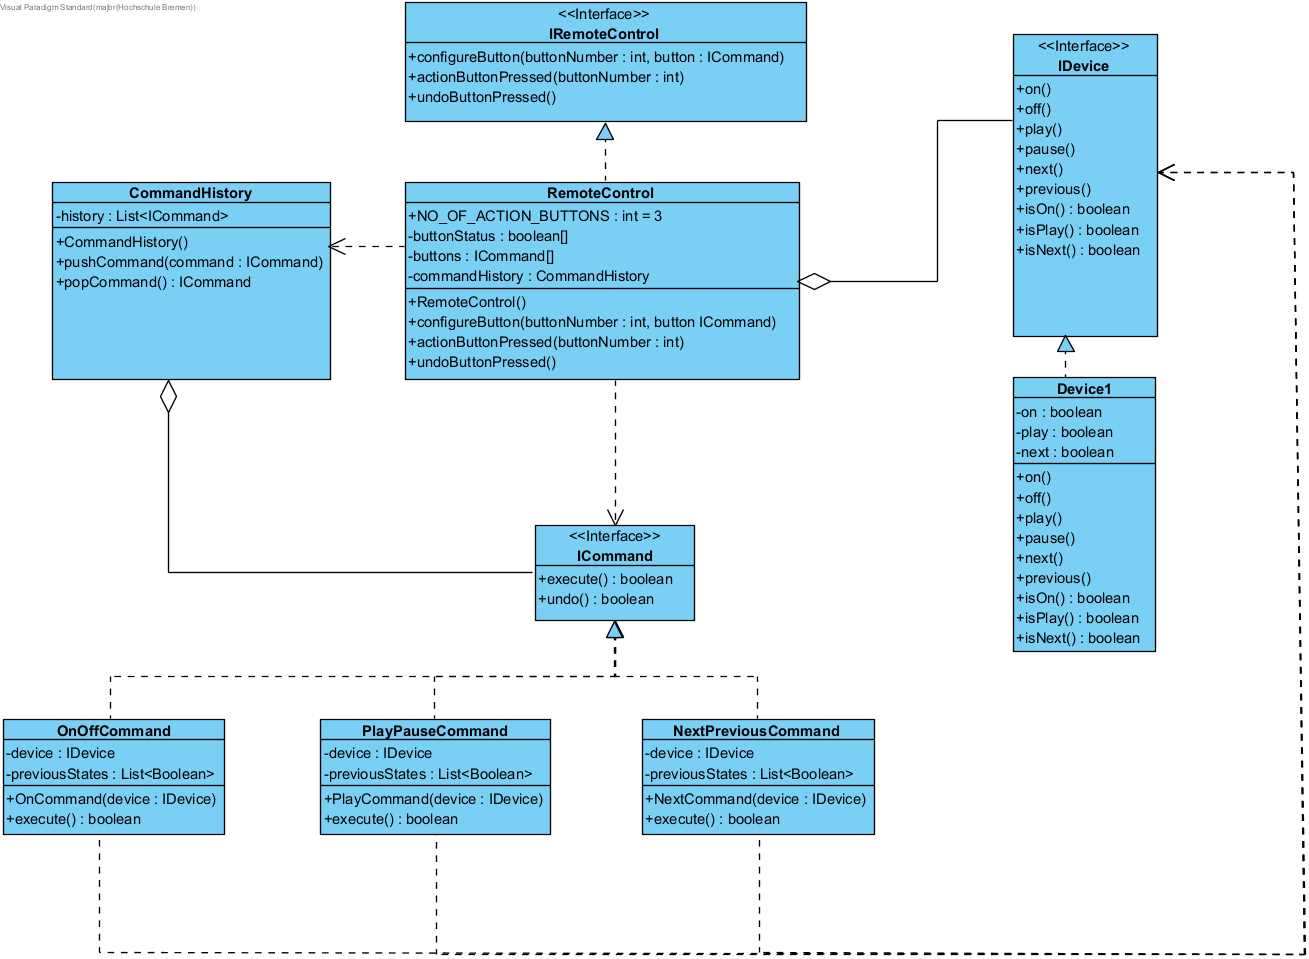 Visual Paradigm Standard(major(Hochschule Bremen))
<<Interface>>
IRemoteControl
+configureButton(buttonNumber : int, button : ICommand)
+actionButtonPressed(buttonNumber : int)
+undoButtonPressed()
<<Interface>>
IDevice
+on()
+off()
+play()
+pause()
+next()
+previous()
+isOn() : boolean
+isPlay() : boolean
+isNext() : boolean
CommandHistory
-history : List<ICommand>
+CommandHistory()
+pushCommand(command : ICommand)
+popCommand() : ICommand
RemoteControl
+NO_OF_ACTION_BUTTONS : int = 3
-buttonStatus : boolean[]
-buttons : ICommand[]
-commandHistory : CommandHistory
+RemoteControl()
+configureButton(buttonNumber : int, button ICommand)
+actionButtonPressed(buttonNumber : int)
+undoButtonPressed()
Device1
-on : boolean
-play : boolean
-next : boolean
+on()
+off()
+play()
+pause()
+next()
+previous()
+isOn() : boolean
+isPlay() : boolean
+isNext() : boolean
<<Interface>>
ICommand
+execute() : boolean
+undo() : boolean
OnOffCommand
-device : IDevice
-previousStates : List<Boolean>
+OnCommand(device : IDevice)
+execute() : boolean
PlayPauseCommand
-device : IDevice
-previousStates : List<Boolean>
+PlayCommand(device : IDevice)
+execute() : boolean
NextPreviousCommand
-device : IDevice
-previousStates : List<Boolean>
+NextCommand(device : IDevice)
+execute() : boolean